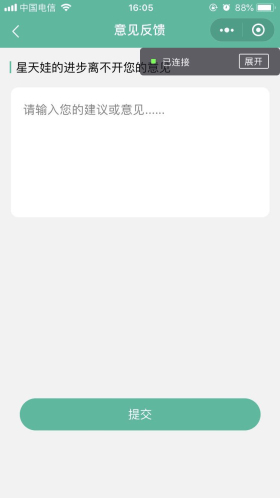 中国电信
16:05
88%
意见反馈
星天娃的进步离不开您的意见
已连接
展开
请输入您的建议或意见......
提交